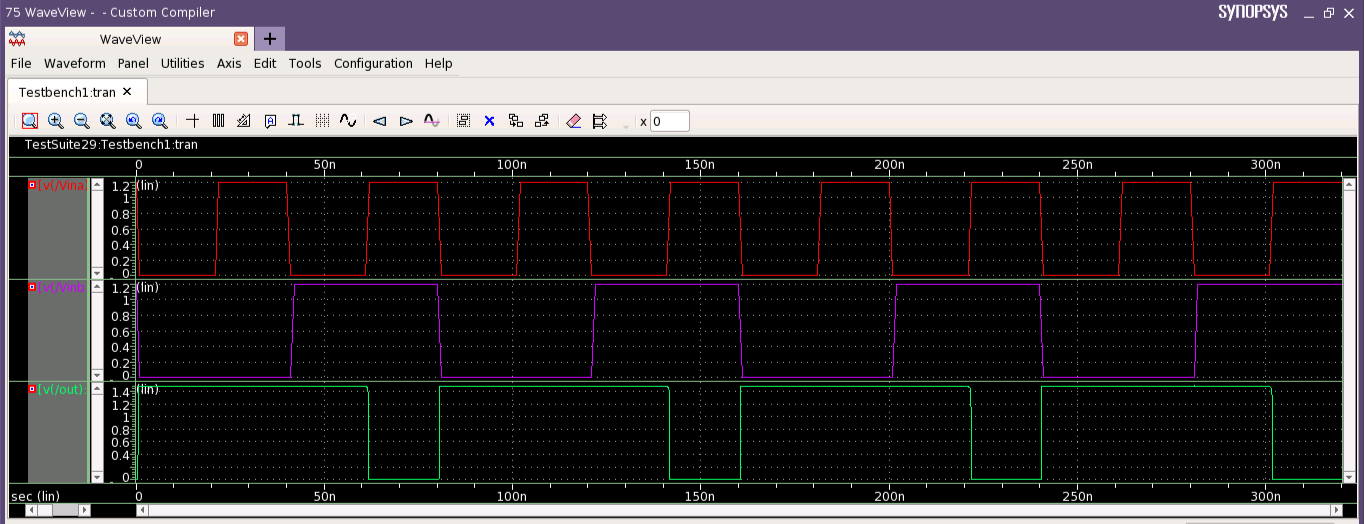 75 WaveView - - Custom Compiler SYNOPSYS
WaveView
File Waveform Panel Utilities Axis Edit Tools Configuration Help
Testbench1:tran
x 0
TestSuite29:Testbench1:tran
0 50n 100n 150n 200n 250n 300n
[v(/Vina) 1.2 (lin)
1
0.8
0.6
0.4
0.2
0
[v(/Vinb 1.2 (lin)
1
0.8
0.6
0.4
0.2
0
[v(/out) 1.4 (lin)
1.2
1
0.8
0.6
0.4
0
sec (lin) 0 50n 100n 150n 200n 250n 300n